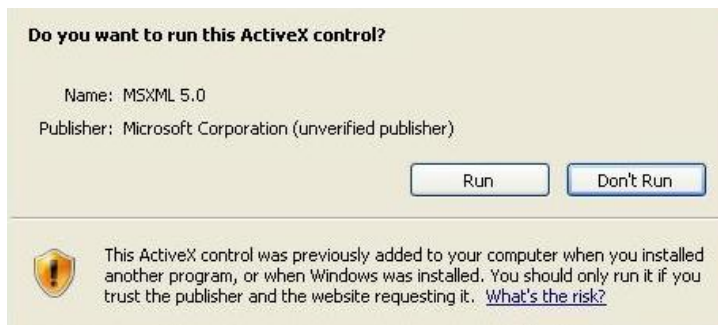 Do you want to run this ActiveX control?
Name: MSXML 5.0
Publisher: Microsoft Corporation (unverified publisher)
Run Don't Run
This ActiveX control was previously added to your computer when you installed
another program, or when Windows was installed. You should only run it if you
trust the publisher and the website requesting it. What's the risk?